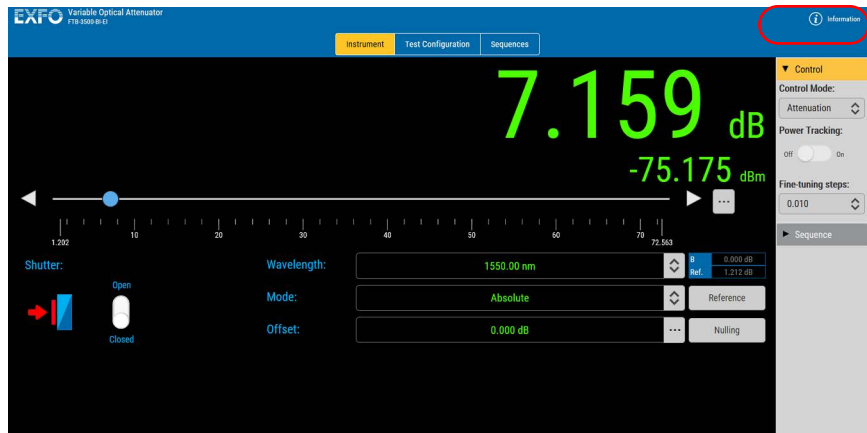 EXFO Variable Optical Attenuator
FTB-3500-BI-EI
i Information
Instrument Test Configuration Sequences
7.159 dB
-75.175 dBm
1.202 10 20 30 40 50 60 70 72.563
Shutter:
Open
Closed
Wavelength: 1550.00 nm
B 0.000 dB
Ref. 1.212 dB
Mode: Absolute Reference
Offset: 0.000 dB ... Nulling
...
Control
Control Mode:
Attenuation
Power Tracking:
Off On
Fine-tuning steps:
0.010
Sequence